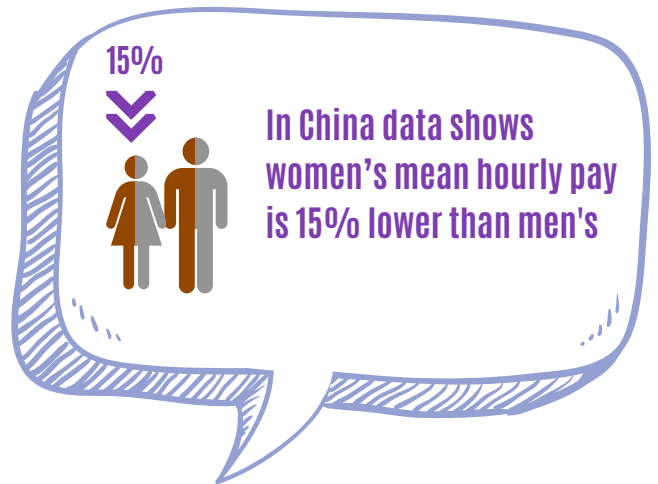 15%
In China data shows
women’s mean hourly pay
is 15% lower than men's